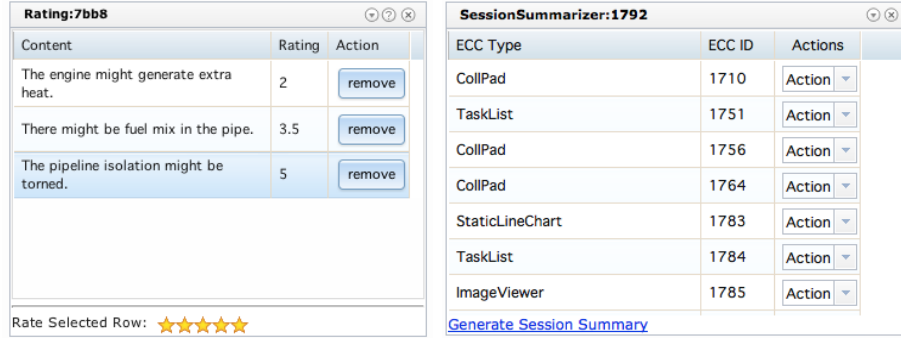 Rating:7bb8
Content Rating Action
The engine might generate extra
heat.
2 remove
There might be fuel mix in the pipe. 3.5 remove
The pipeline isolation might be
torned.
5 remove
Rate Selected Row:
SessionSummarizer:1792
ECC Type ECC ID Actions
CollPad 1710 Action
TaskList 1751 Action
CollPad 1756 Action
CollPad 1764 Action
StaticLineChart 1783 Action
TaskList 1784 Action
ImageViewer 1785 Action
Generate Session Summary